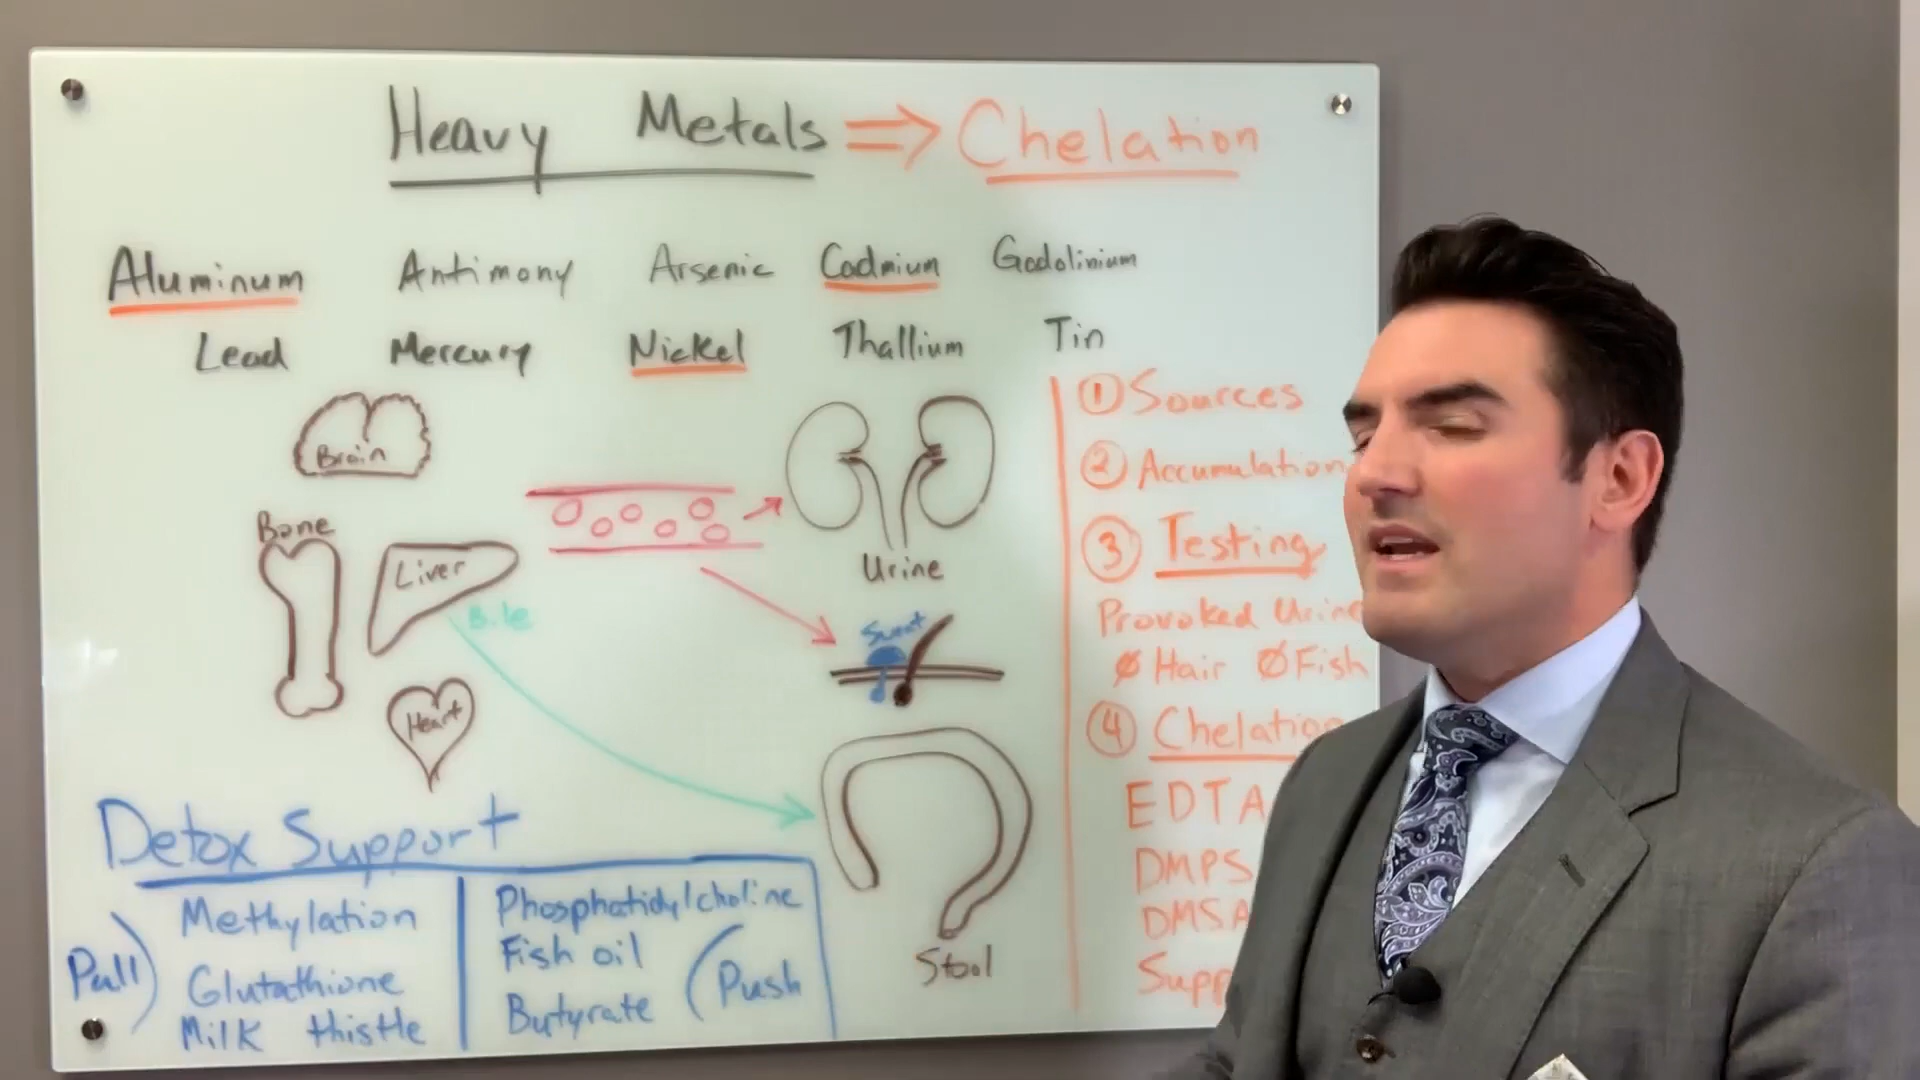 Heavy Metals ⇒ Chelation
Aluminum Antimony Arsenic Cadmium Gadolinium
Lead Mercury Nickel Thallium Tin
Brain
Bone
Liver
Bile
Heart
Urine
Sweat
Stool
① Sources
② Accumulation
③ Testing
Provoked Urine
Ø Hair Ø Fish
④ Chelation
EDTA
DMPS
DMSA
Supp
Detox Support
Pull)
Methylation
Glutathione
Milk thistle
Phosphatidylcholine
Fish oil
Butyrate
(Push